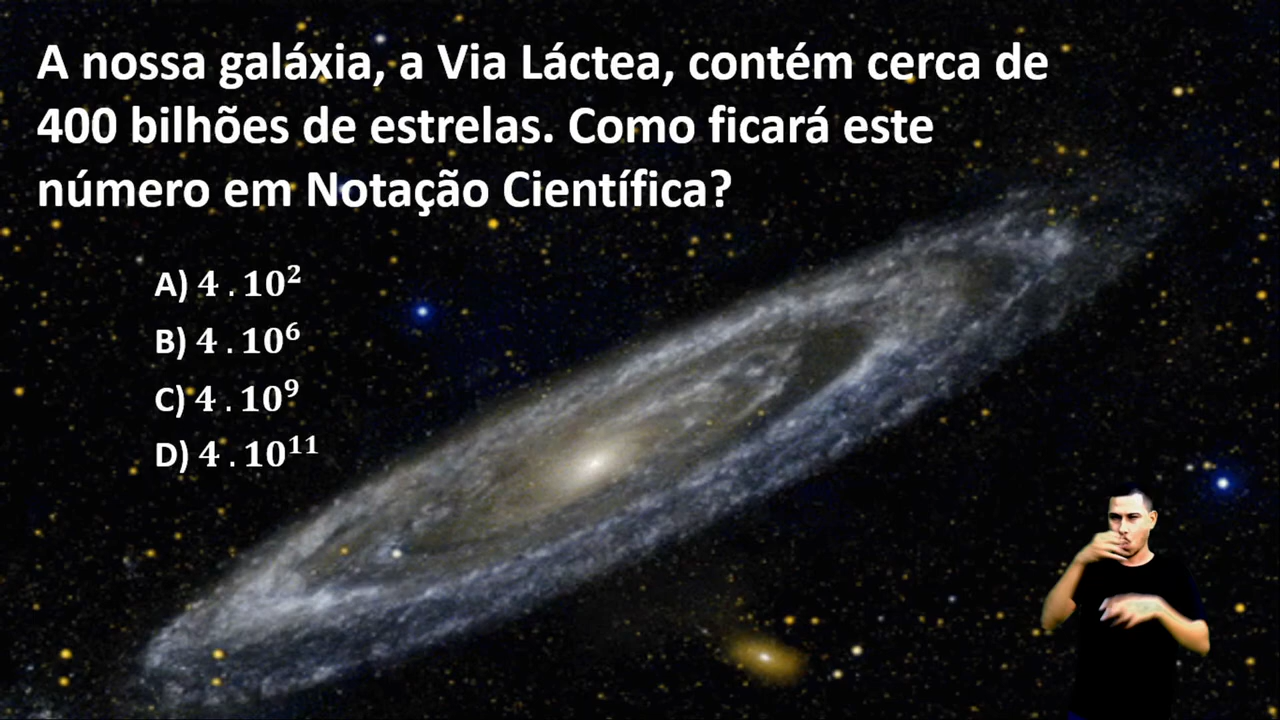 A nossa galáxia, a Via Láctea, contém cerca de
400 bilhões de estrelas. Como ficará este
número em Notação Científica?
A) 4 . 10²
B) 4 . 10⁶
C) 4 . 10⁹
D) 4 . 10¹¹